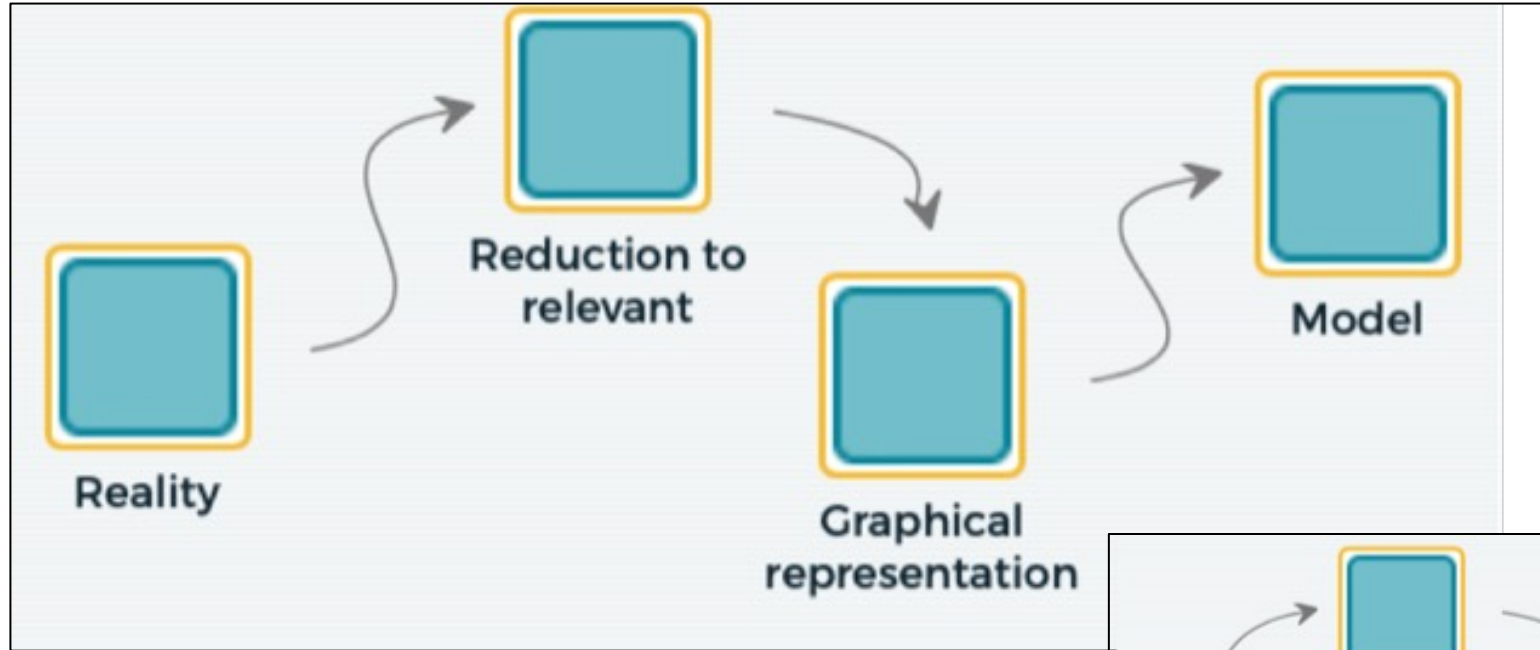 Reality
Reduction to
relevant
Graphical
representation
Model